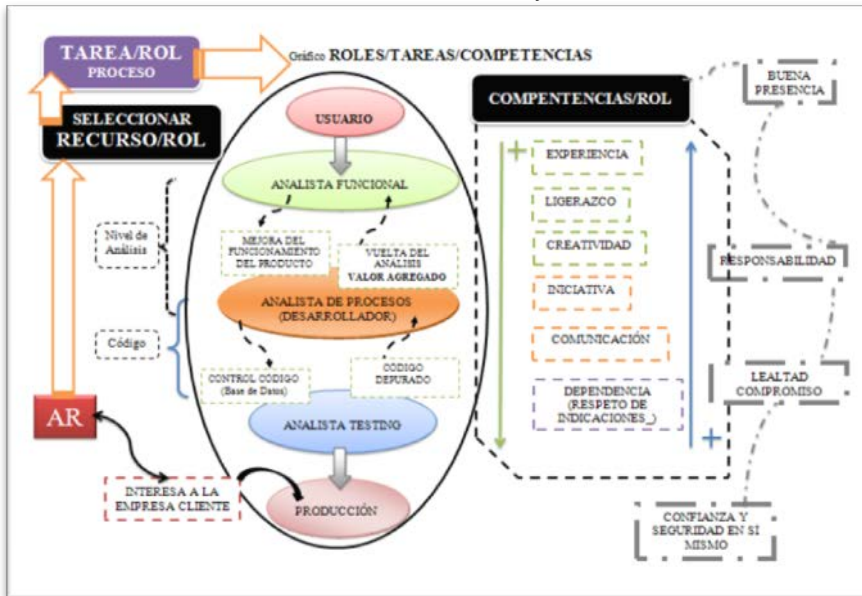 TAREA/ROL
PROCESO
Gráfico ROLES/TAREAS/COMPETENCIAS
SELECCIONAR
RECURSO/ROL
USUARIO
ANALISTA FUNCIONAL
Nivel de
Análisis
MEJORA DEL
FUNCIONAMIENTO
DEL PRODUCTO
VUELTA DEL
ANÁLISIS
VALOR AGREGADO
ANALISTA DE PROCESOS
(DESARROLLADOR)
Código
CONTROL CÓDIGO
(Base de Datos)
CÓDIGO
DEPURADO
ANALISTA TESTING
AR
INTERESA A LA
EMPRESA CLIENTE
PRODUCCIÓN
COMPENTENCIAS/ROL
+
EXPERIENCIA
LIGERAZCO
CREATIVIDAD
INICIATIVA
COMUNICACIÓN
DEPENDENCIA
(RESPETO DE
INDICACIONES_)
+
BUENA
PRESENCIA
RESPONSABILIDAD
LEALTAD
COMPROMISO
CONFIANZA Y
SEGURIDAD EN SI
MISMO